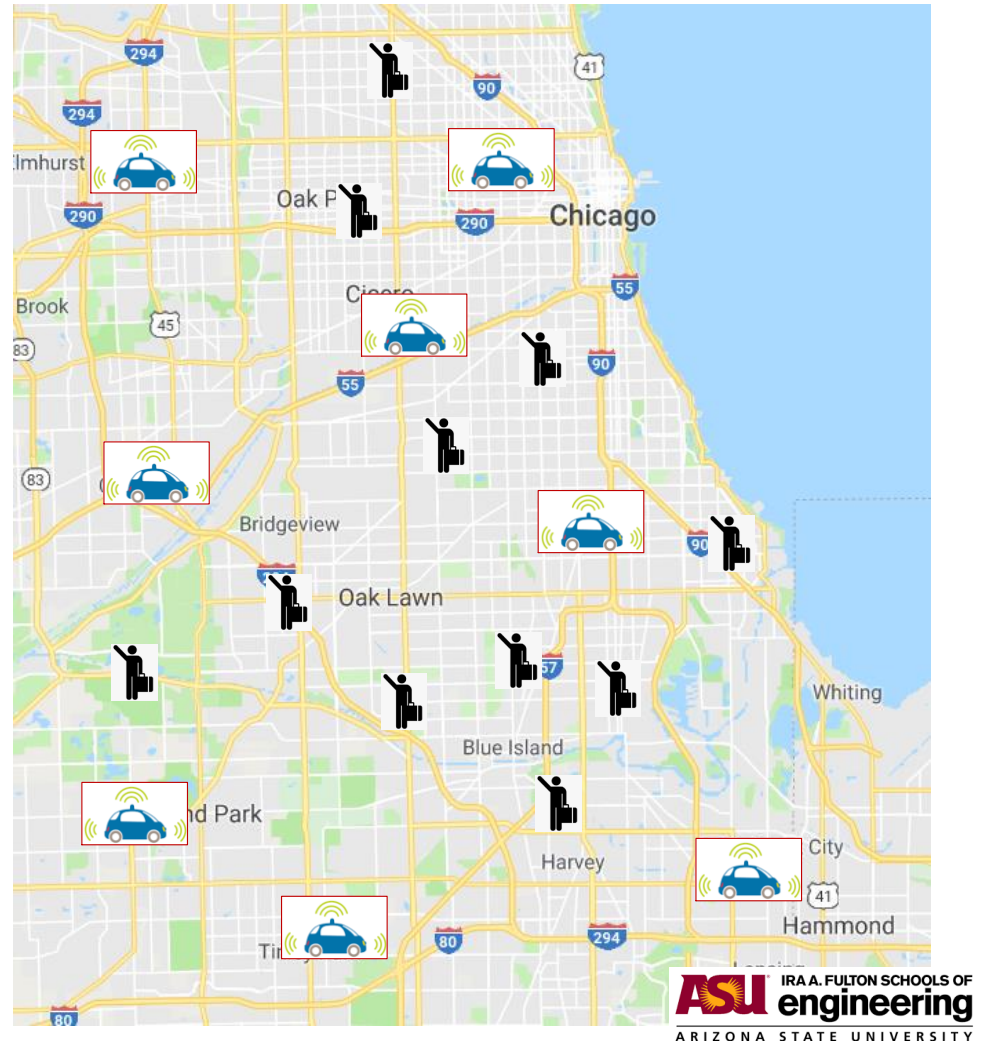 294
41
90
294
lmhurst
Oak P
290
290
Chicago
55
Brook
45
83
90
55
83
Bridgeview
90
Oak Lawn
57
Whiting
Blue Island
nd Park
City
Harvey
41
Hammond
80
294
Tin
80
ASU IRA A. FULTON SCHOOLS OF
engineering
ARIZONA STATE UNIVERSITY